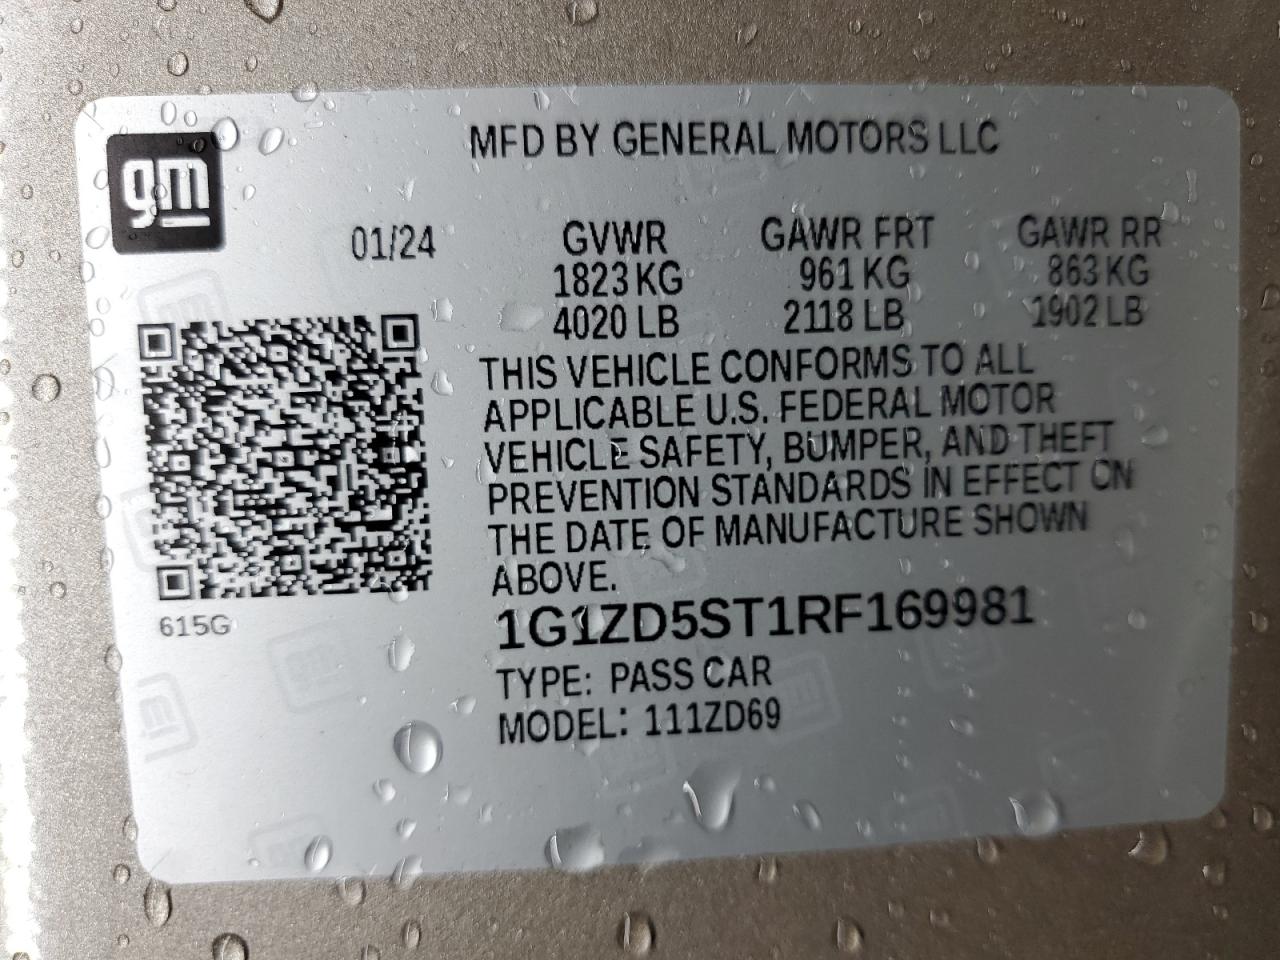 MFD BY GENERAL MOTORS LLC
gm
01/24
GVWR GAWR FRT GAWR RR
1823 KG 961 KG 863 KG
4020 LB 2118 LB 1902 LB
THIS VEHICLE CONFORMS TO ALL
APPLICABLE U.S. FEDERAL MOTOR
VEHICLE SAFETY, BUMPER, AND THEFT
PREVENTION STANDARDS IN EFFECT ON
THE DATE OF MANUFACTURE SHOWN
ABOVE.
615G
1G1ZD5ST1RF169981
TYPE: PASS CAR
MODEL: 111ZD69